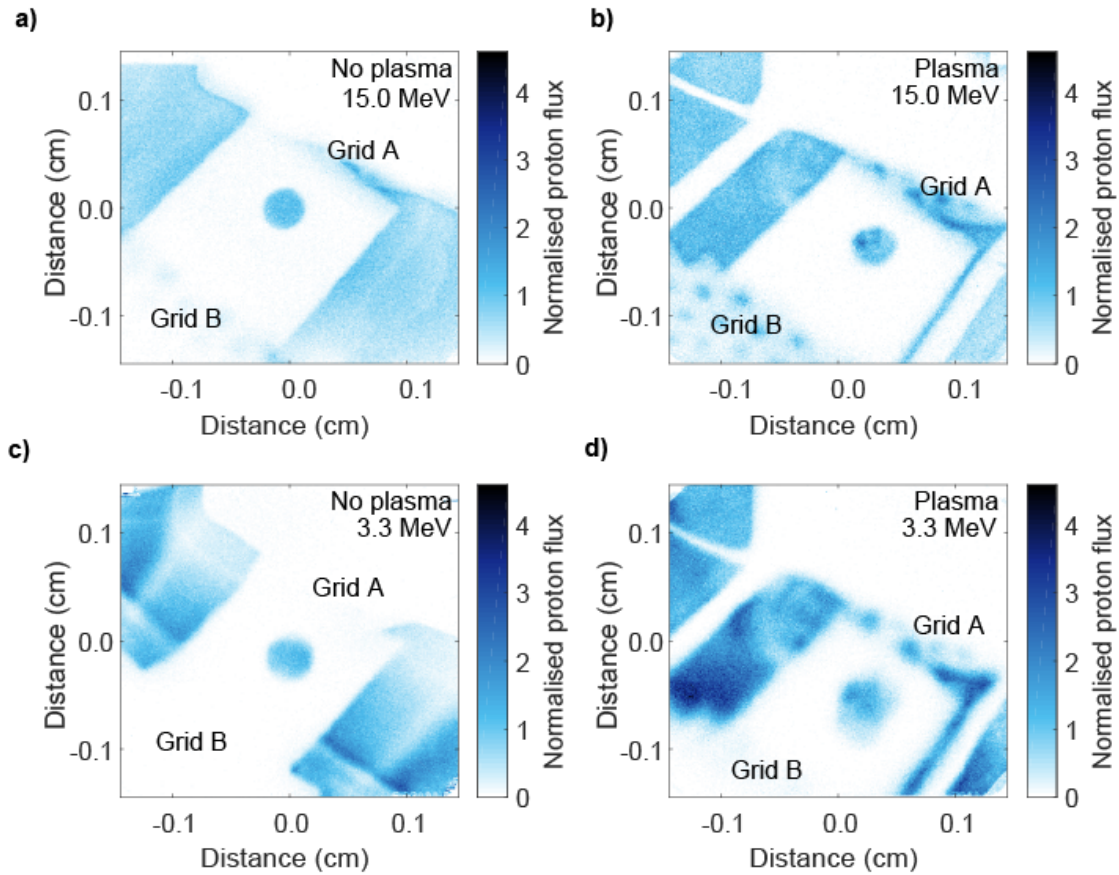 a)
No plasma
15.0 MeV
Grid A
Grid B
0.1
0.0
-0.1
Distance (cm)
-0.1
0.0
0.1
Distance (cm)
4
3
2
1
0
Normalised proton flux
b)
Plasma
15.0 MeV
Grid A
Grid B
0.1
0.0
-0.1
Distance (cm)
-0.1
0.0
0.1
Distance (cm)
4
3
2
1
0
Normalised proton flux
c)
No plasma
3.3 MeV
Grid A
Grid B
0.1
0.0
-0.1
Distance (cm)
-0.1
0.0
0.1
Distance (cm)
4
3
2
1
0
Normalised proton flux
d)
Plasma
3.3 MeV
Grid A
Grid B
0.1
0.0
-0.1
Distance (cm)
-0.1
0.0
0.1
Distance (cm)
4
3
2
1
0
Normalised proton flux